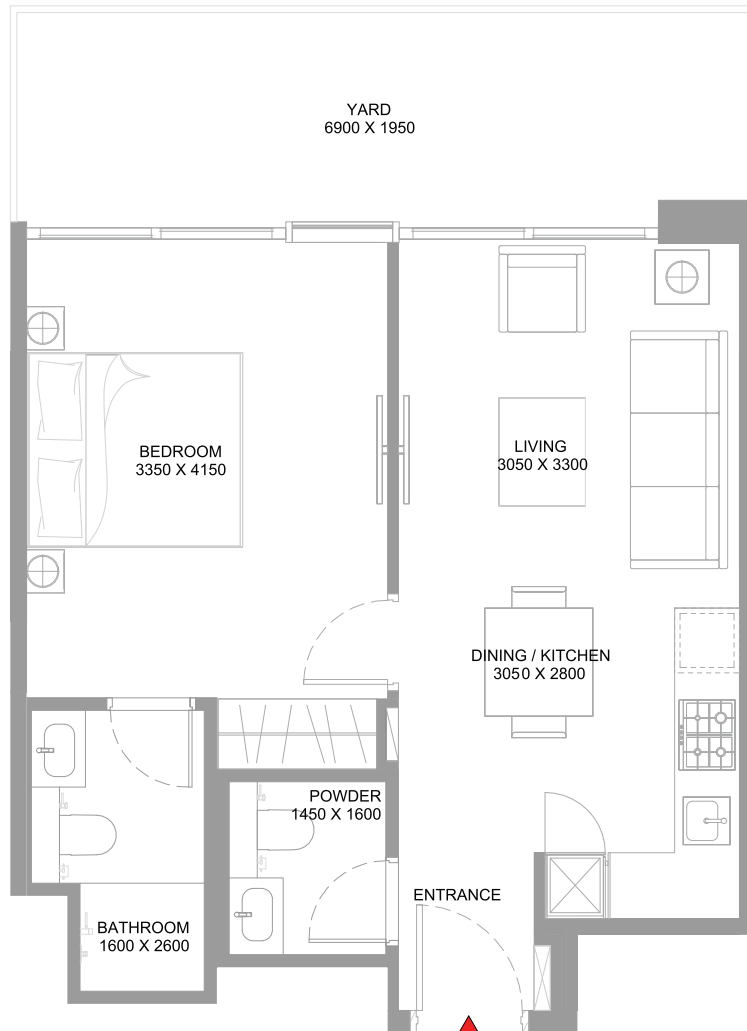 YARD
6900 X 1950
BEDROOM
3350 X 4150
LIVING
3050 X 3300
DINING / KITCHEN
3050 X 2800
POWDER
1450 X 1600
ENTRANCE
BATHROOM
1600 X 2600